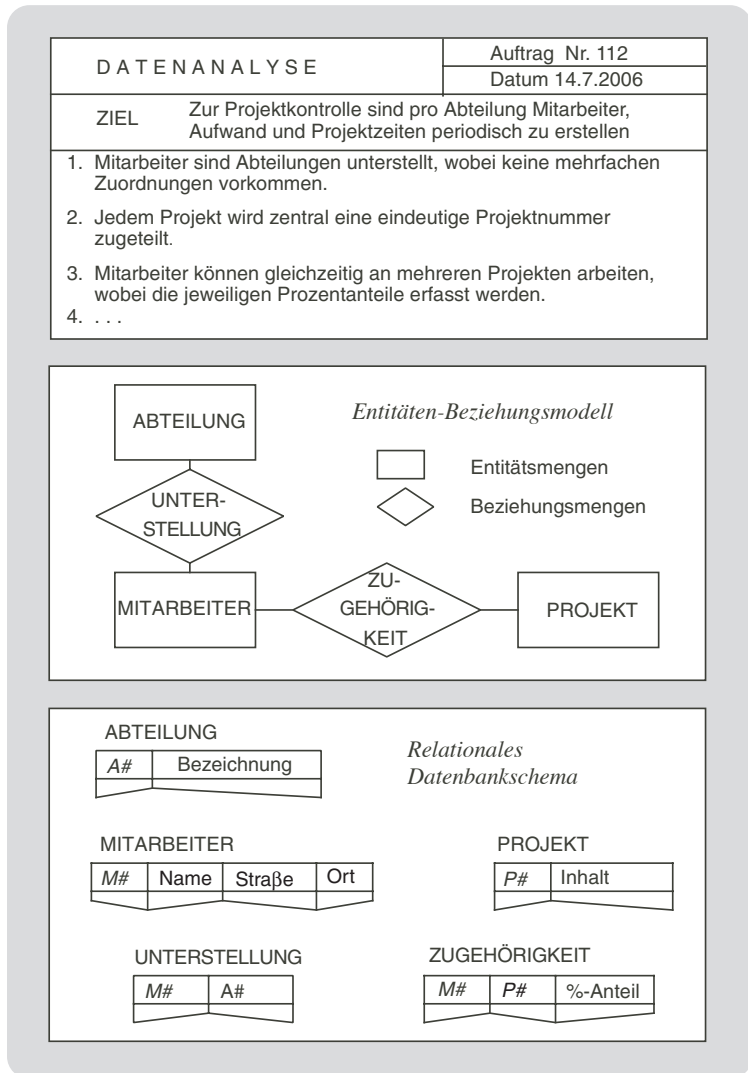 DATENANALYSE
Auftrag Nr. 112
Datum 14.7.2006
ZIEL
Zur Projektkontrolle sind pro Abteilung Mitarbeiter,
Aufwand und Projektzeiten periodisch zu erstellen
1. Mitarbeiter sind Abteilungen unterstellt, wobei keine mehrfachen
Zuordnungen vorkommen.
2. Jedem Projekt wird zentral eine eindeutige Projektnummer
zugeteilt.
3. Mitarbeiter können gleichzeitig an mehreren Projekten arbeiten,
wobei die jeweiligen Prozentanteile erfasst werden.
4. . . .
Entitäten-Beziehungsmodell
ABTEILUNG
Entitätsmengen
UNTER-
STELLUNG
Beziehungsmengen
MITARBEITER
ZU-
GEHÖRIG-
KEIT
PROJEKT
ABTEILUNG
A# Bezeichnung
Relationales
Datenbankschema
MITARBEITER
M# Name Straβe Ort
PROJEKT
P# Inhalt
UNTERSTELLUNG
M# A#
ZUGEHÖRIGKEIT
M# P# %-Anteil